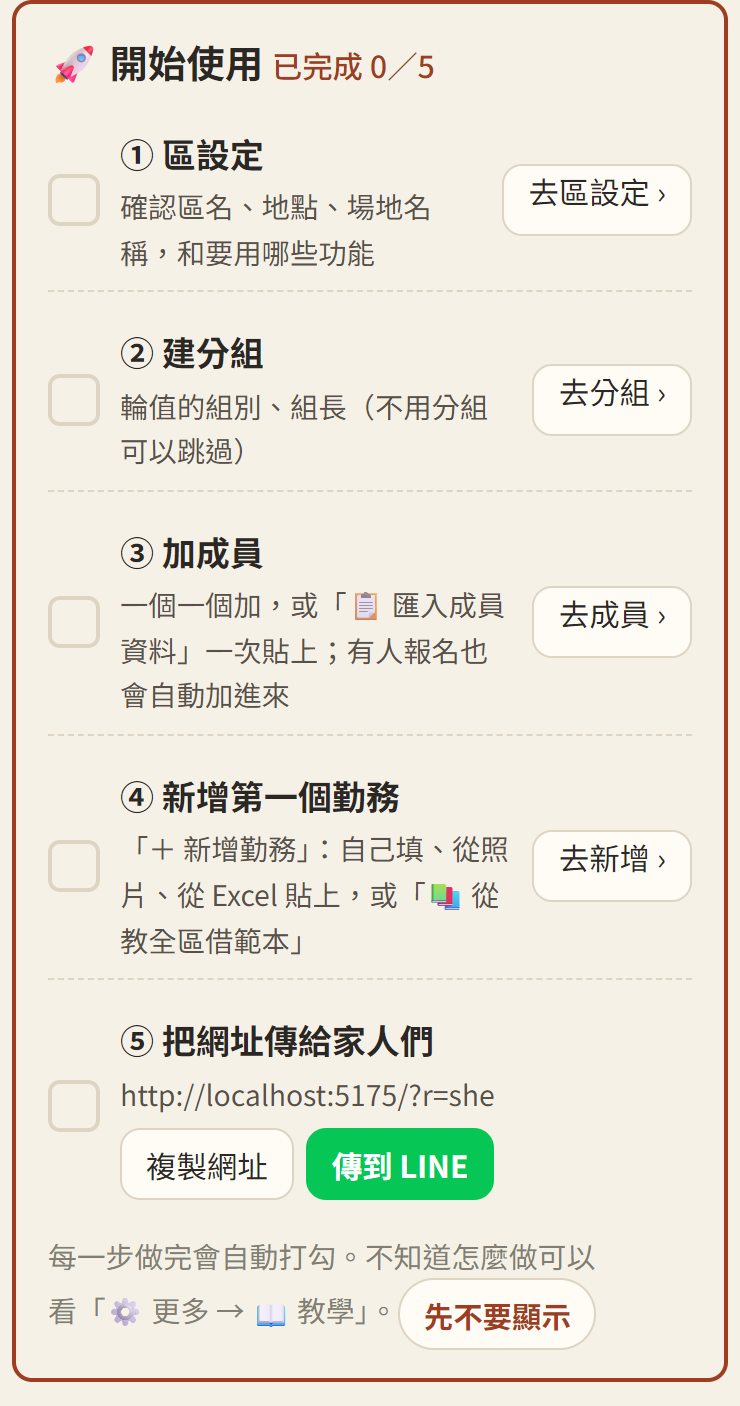 🚀 開始使用 已完成 0／5
① 區設定
確認區名、地點、場地名
稱，和要用哪些功能
去區設定 ›
② 建分組
輪值的組別、組長（不用分組
可以跳過）
去分組 ›
③ 加成員
一個一個加，或「📋 匯入成員
資料」一次貼上；有人報名也
會自動加進來
去成員 ›
④ 新增第一個勤務
「＋ 新增勤務」：自己填、從照
片、從 Excel 貼上，或「📚 從
教全區借範本」
去新增 ›
⑤ 把網址傳給家人們
http://localhost:5175/?r=she
複製網址
傳到 LINE
每一步做完會自動打勾。不知道怎麼做可以
看「⚙️ 更多 → 📖 教學」。 先不要顯示